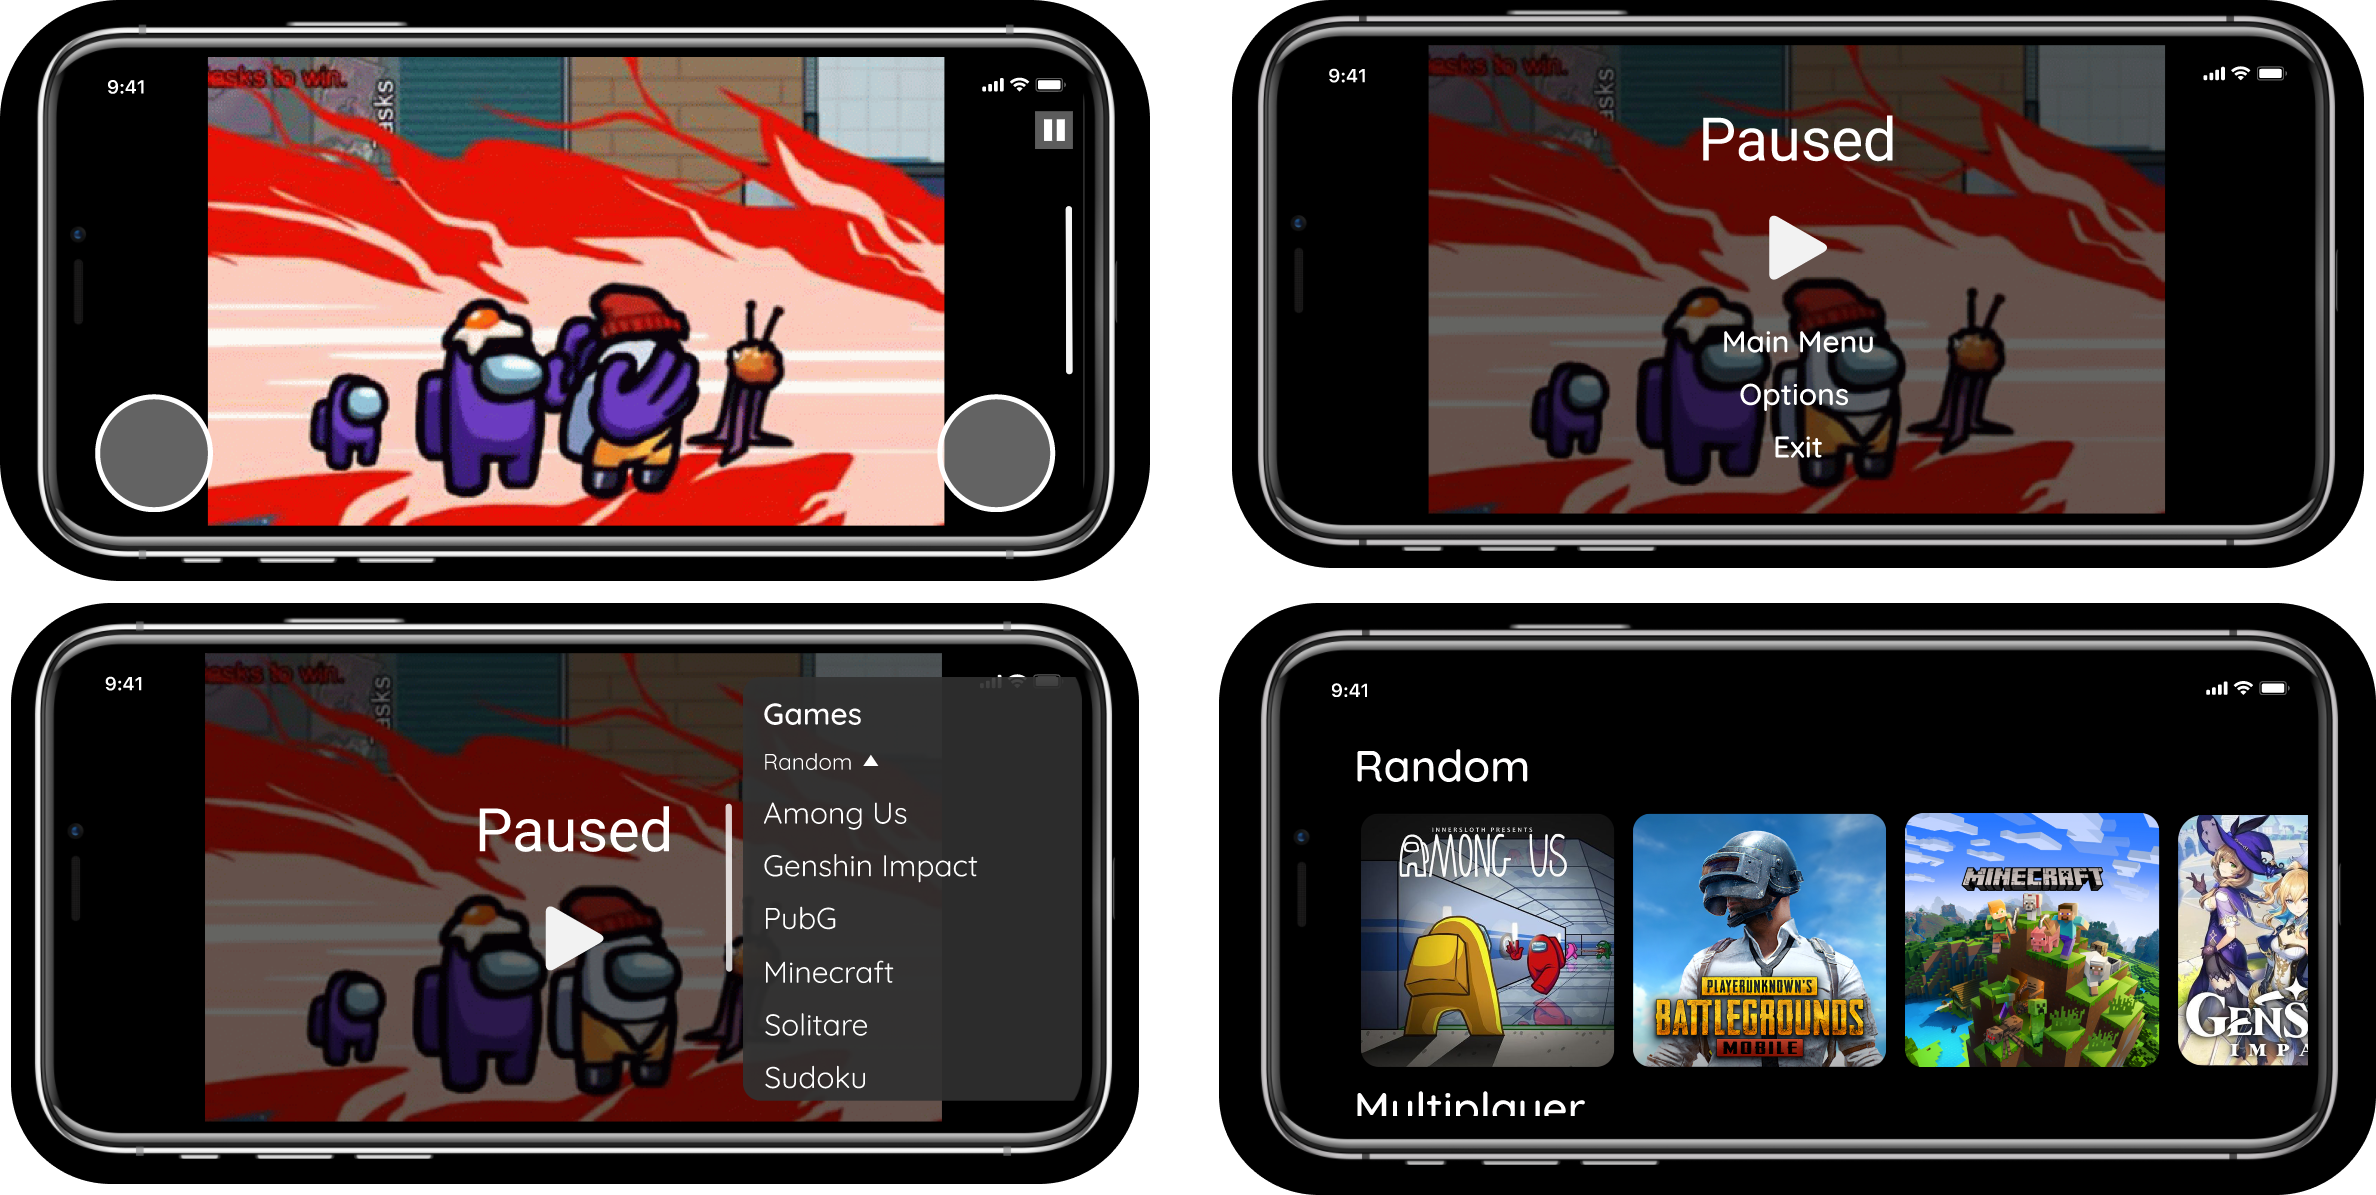 9:41
asks to win.
asks
9:41
asks to win.
asks
Paused
Main Menu
Options
Exit
9:41
asks to win.
asks
Paused
Games
Random
Among Us
Genshin Impact
PubG
Minecraft
Solitare
Sudoku
9:41
Random
INNERSLOTH PRESENTS
AMONG US
PLAYERUNKNOWN'S
BATTLEGROUNDS
MOBILE
MINECRAFT
GENS
IMPA
Multiplayer